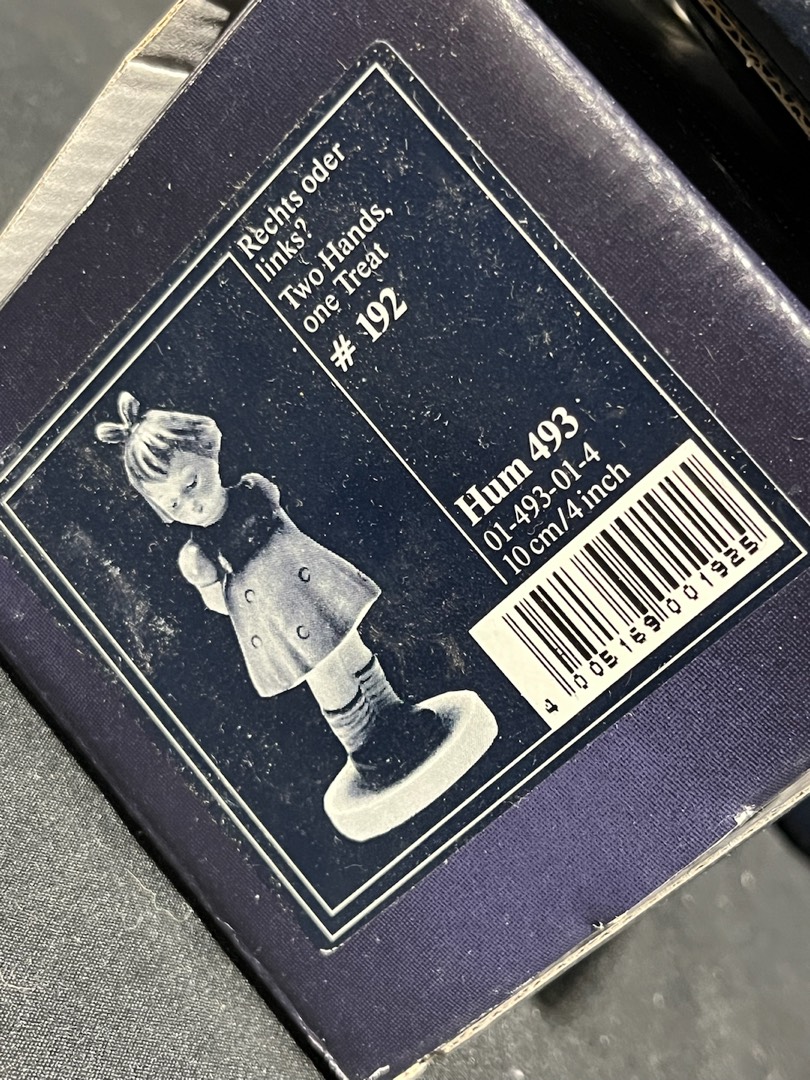 Rechts oder
links?
Two Hands,
one Treat
# 192
Hum 493
01-493-01-4
10 cm/4 inch
4 005169 001925